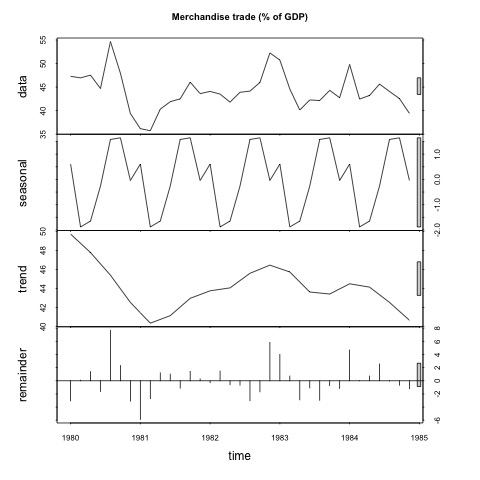 Merchandise trade (% of GDP)
data
35 40 45 50 55
seasonal
-2.0 -1.0 0.0 1.0
trend
40 42 44 46 48 50
remainder
-6 -2 0 2 4 6 8
1980 1981 1982 1983 1984 1985
time